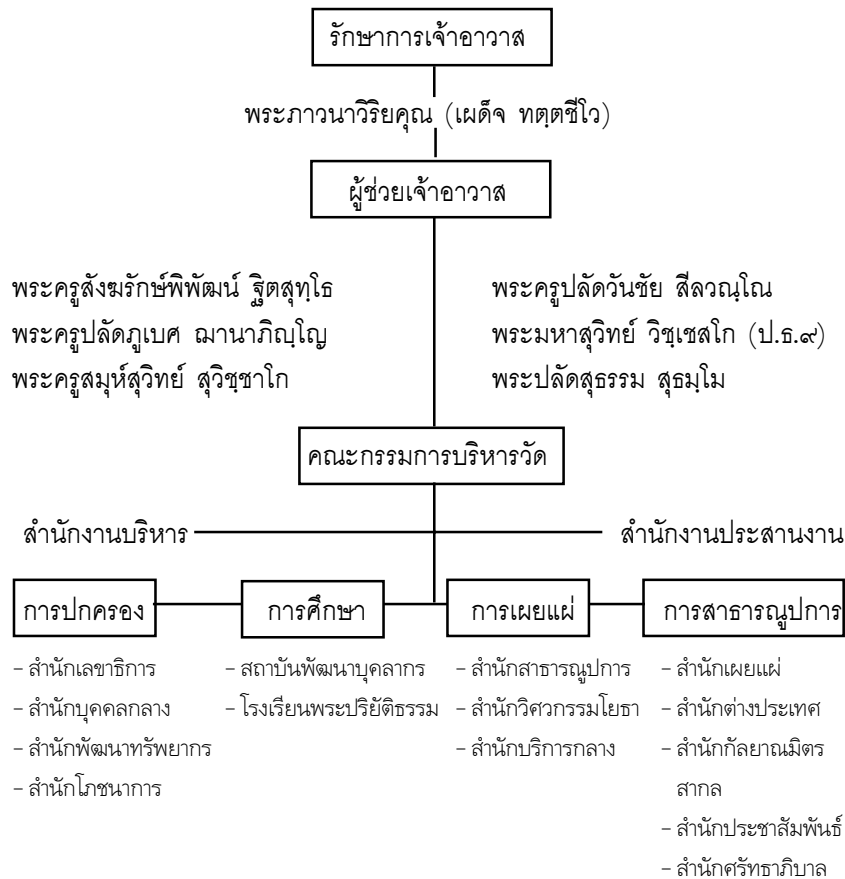 รักษาการเจ้าอาวาส
พระภาวนาวิริยคุณ (เผด็จ ทตฺตชีโว)
ผู้ช่วยเจ้าอาวาส
พระครูสังฆรักษ์พิพัฒน์ ฐิตสุทฺโธ
พระครูปลัดภูเบศ ฌานาภิญฺโญ
พระครูสมุห์สุวิทย์ สุวิชฺชาโภ
พระครูปลัดวันชัย สีลวณฺโณ
พระมหาสุวิทย์ วิชฺเชสโก (ป.ธ.๙)
พระปลัดสุธรรม สุธมฺโม
คณะกรรมการบริหารวัด
สำนักงานบริหาร
สำนักงานประสานงาน
การปกครอง
การศึกษา
การเผยแผ่
การสาธารณูปการ
- สำนักเลขาธิการ
- สำนักบุคคลกลาง
- สำนักพัฒนาทรัพยากร
- สำนักโภชนาการ
- สถาบันพัฒนาบุคลากร
- โรงเรียนพระปริยัติธรรม
- สำนักสาธารณูปการ
- สำนักวิศวกรรมโยธา
- สำนักบริการกลาง
- สำนักเผยแผ่
- สำนักต่างประเทศ
- สำนักกัลยาณมิตร
สากล
- สำนักประชาสัมพันธ์
- สำนักศรัทธาภิบาล